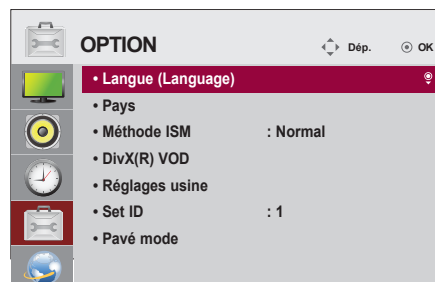 OPTION
Dép.
OK
• Langue (Language)
• Pays
• Méthode ISM : Normal
• DivX(R) VOD
• Réglages usine
• Set ID : 1
• Pavé mode